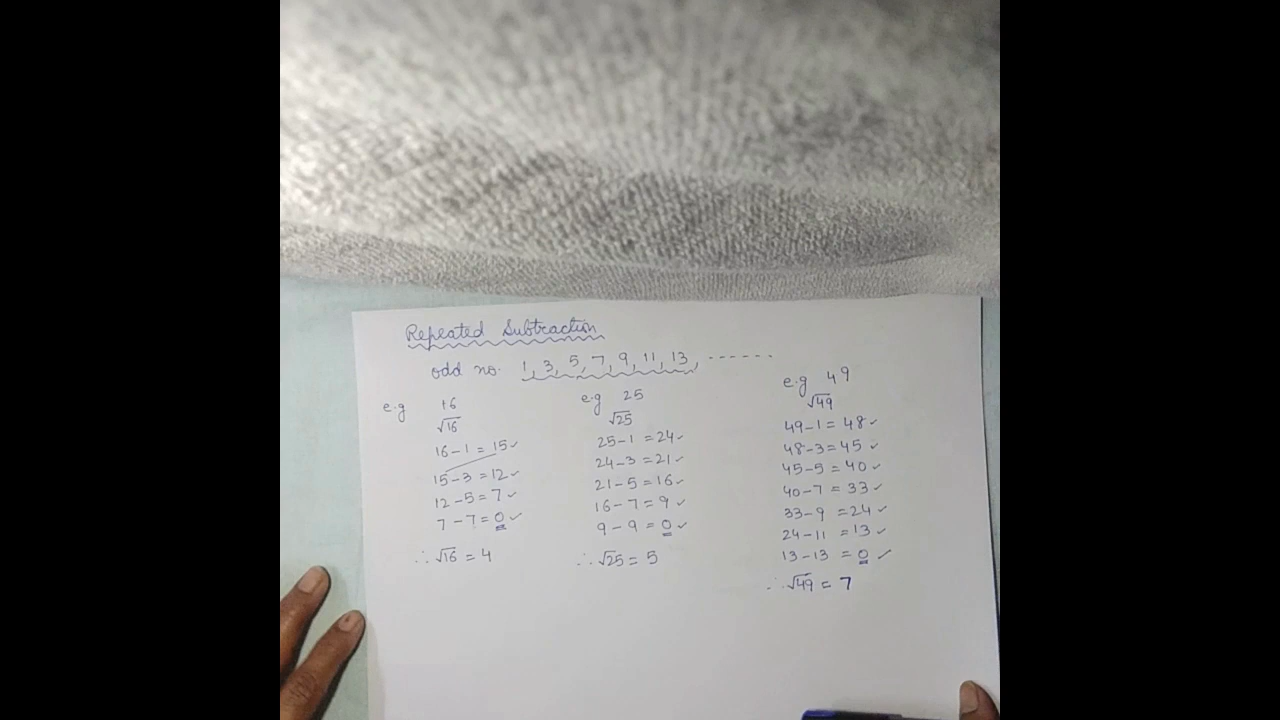 Repeated Subtraction
odd no. 1, 3, 5, 7, 9, 11, 13, -------
e.g 16
√16
16-1 = 15✓
15-3 = 12✓
12-5 = 7✓
7-7 = 0✓
∴ √16 = 4
e.g 25
√25
25-1 = 24✓
24-3 = 21✓
21-5 = 16✓
16-7 = 9✓
9-9 = 0✓
∴ √25 = 5
e.g 49
√49
49-1 = 48✓
48-3 = 45✓
45-5 = 40✓
40-7 = 33✓
33-9 = 24✓
24-11 = 13✓
13-13 = 0✓
∴ √49 = 7